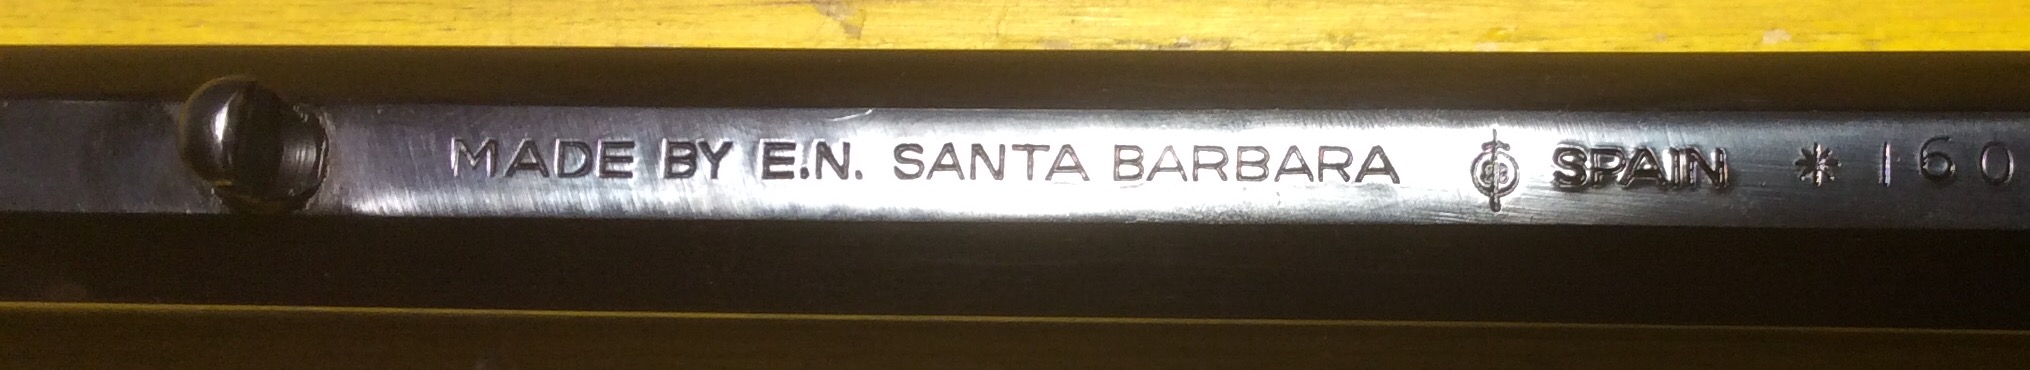 MADE BY E.N. SANTA BARBARA SPAIN * 160